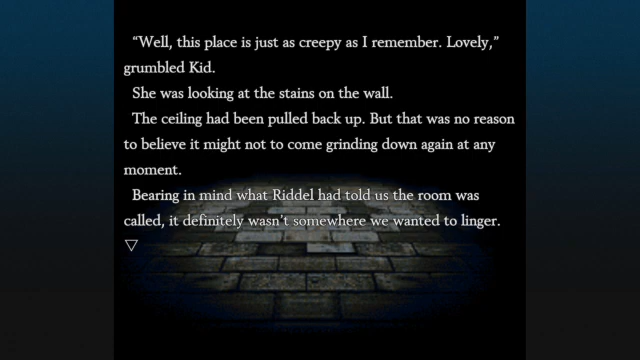 “Well, this place is just as creepy as I remember. Lovely,”
grumbled Kid.
She was looking at the stains on the wall.
The ceiling had been pulled back up. But that was no reason
to believe it might not to come grinding down again at any
moment.
Bearing in mind what Riddel had told us the room was
called, it definitely wasn’t somewhere we wanted to linger.